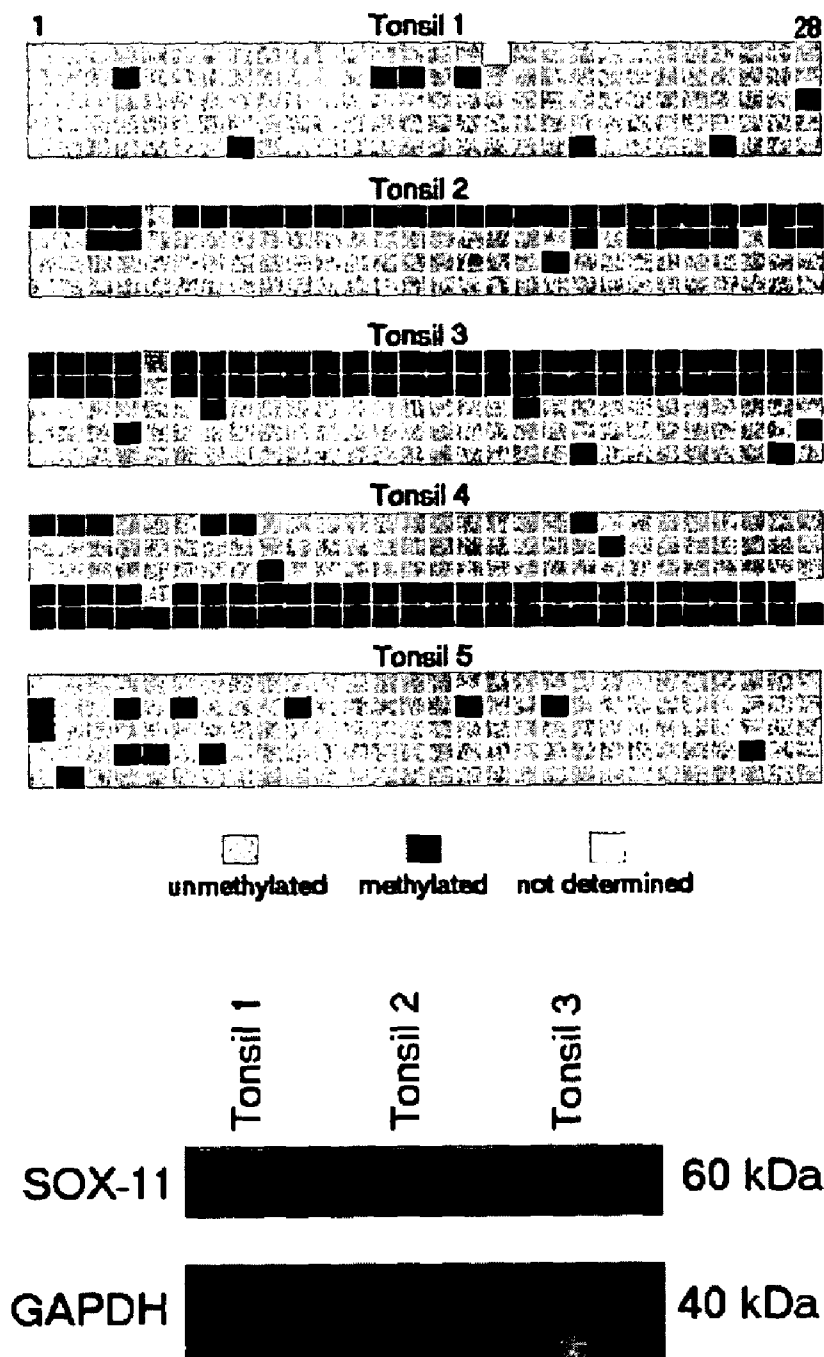 1 Tonsil 1 28
Tonsil 2
Tonsil 3
Tonsil 4
Tonsil 5
unmethylated methylated not determined
Tonsil 1
Tonsil 2
Tonsil 3
SOX-11 60 kDa
GAPDH 40 kDa